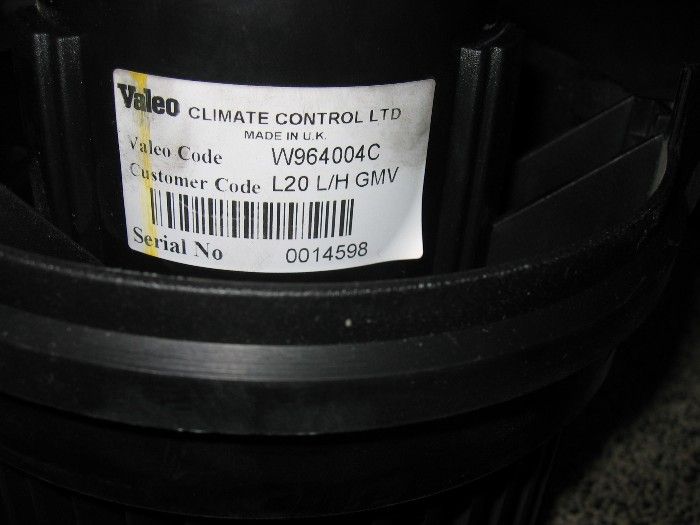 Valeo CLIMATE CONTROL LTD
MADE IN U.K.
Valeo Code W964004C
Customer Code L20 L/H GMV
Serial No 0014598